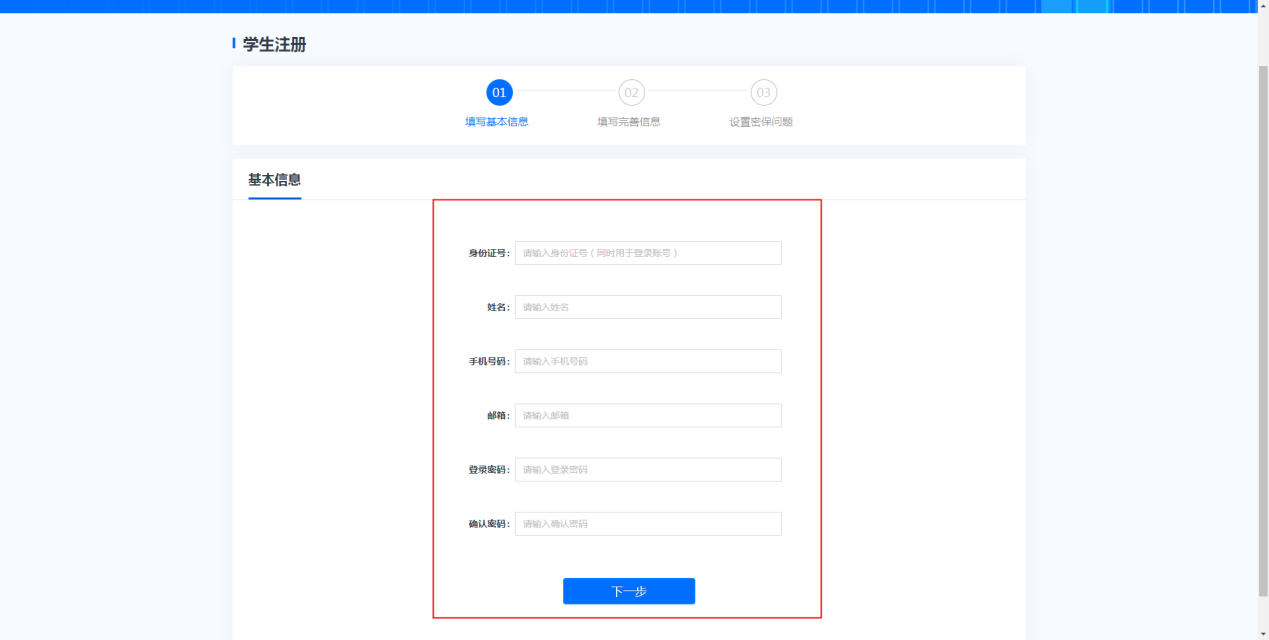 学生注册
01 02 03
填写基本信息 填写完善信息 设置密保问题
基本信息
身份证号： 请输入身份证号（同时用于登录账号）
姓名： 请输入姓名
手机号码： 请输入手机号码
邮箱： 请输入邮箱
登录密码： 请输入登录密码
确认密码： 请输入确认密码
下一步